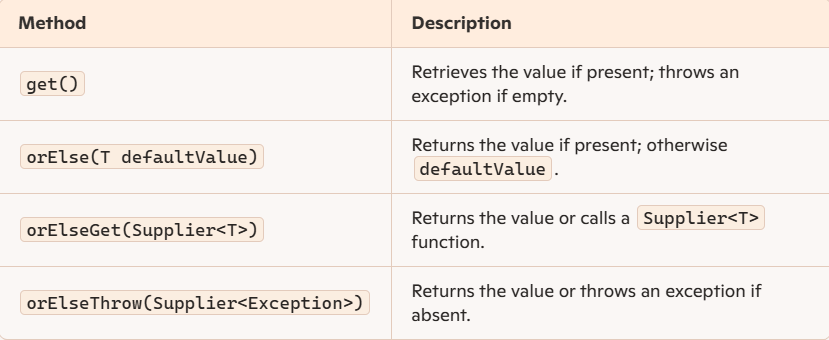 Method Description
get() Retrieves the value if present; throws an
exception if empty.
orElse(T defaultValue) Returns the value if present; otherwise
defaultValue.
orElseGet(Supplier<T>) Returns the value or calls a Supplier<T>
function.
orElseThrow(Supplier<Exception>) Returns the value or throws an exception if
absent.